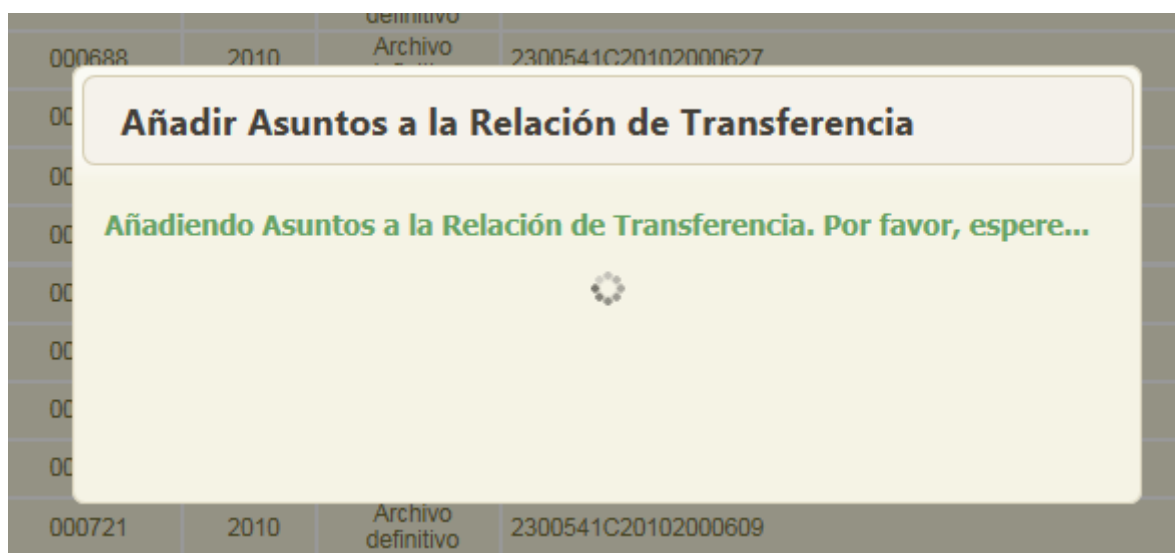 definitivo
000688 2010 Archivo 2300541C20102000627
Añadir Asuntos a la Relación de Transferencia
Añadiendo Asuntos a la Relación de Transferencia. Por favor, espere...
000721 2010 Archivo definitivo 2300541C20102000609